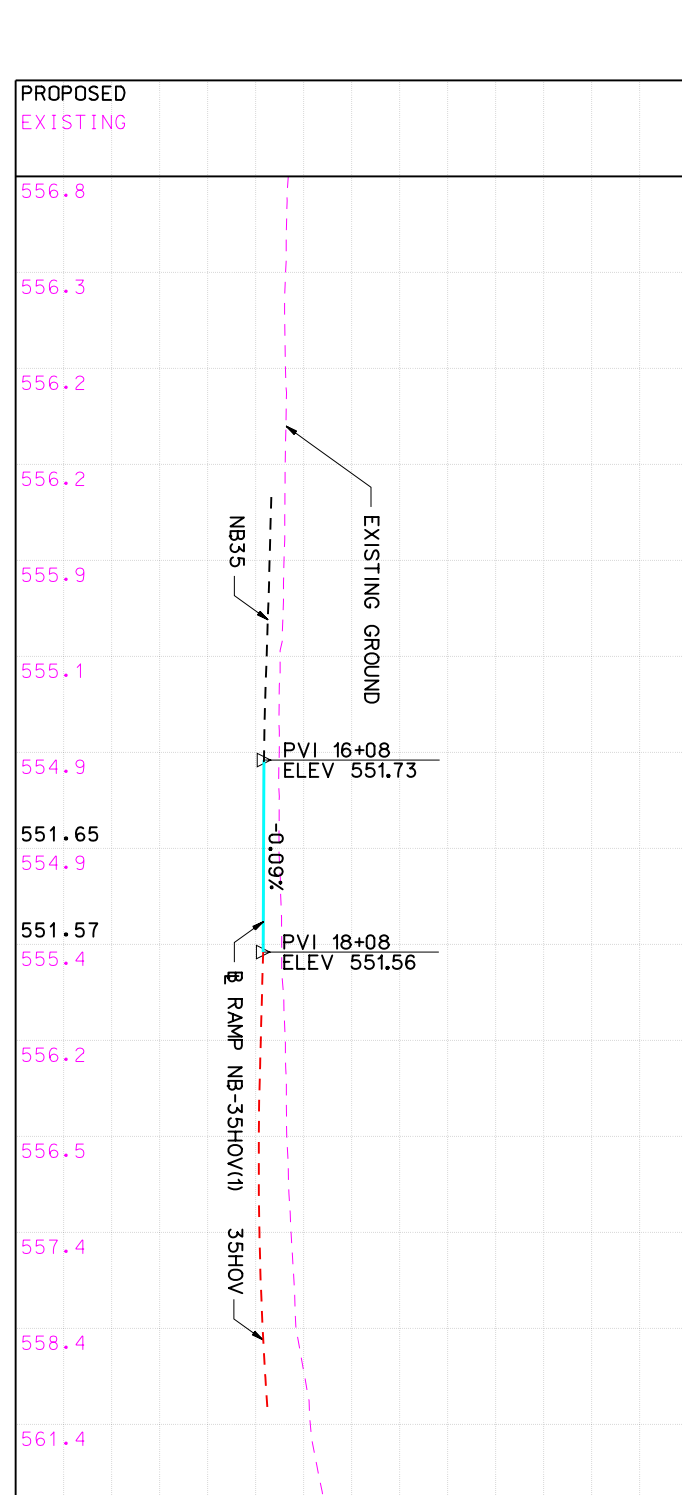 PROPOSED
EXISTING
556.8
556.3
556.2
556.2
555.9
555.1
554.9
551.65
554.9
551.57
555.4
556.2
556.5
557.4
558.4
561.4
EXISTING GROUND
NB35
PVI 16+08
ELEV 551.73
-0.09%
PVI 18+08
ELEV 551.56
RAMP NB-35HOV(1)
35HOV